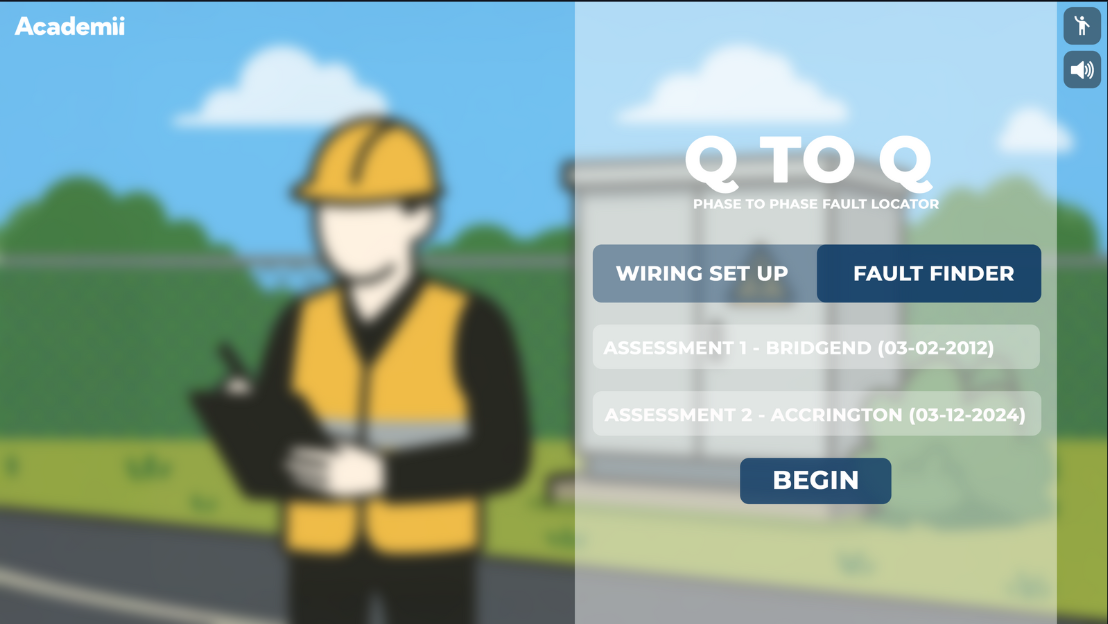 Academii
Q TO Q
PHASE TO PHASE FAULT LOCATOR
WIRING SET UP
FAULT FINDER
ASSESSMENT 1 - BRIDGEND (03-02-2012)
ASSESSMENT 2 - ACCRINGTON (03-12-2024)
BEGIN